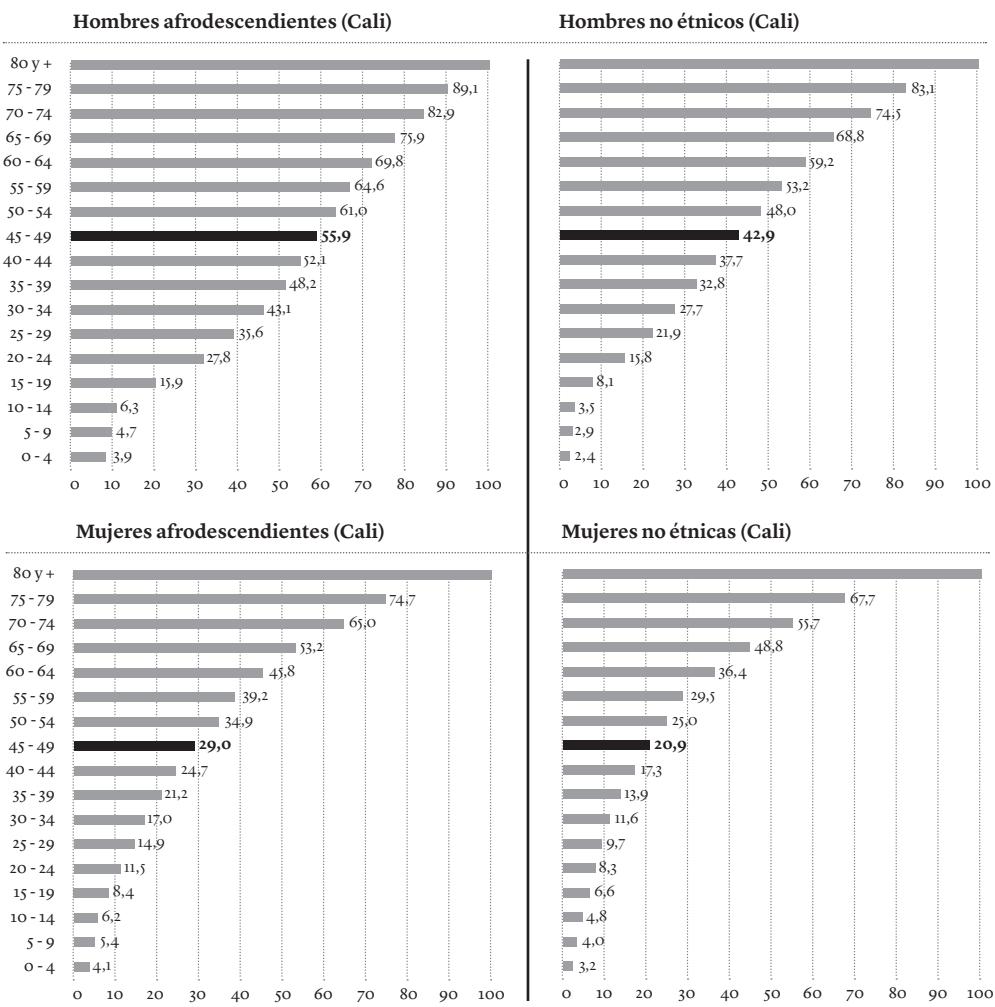 Hombres afrodescendientes (Cali)
80 y +
75 - 79 89,1
70 - 74 82,9
65 - 69 75,9
60 - 64 69,8
55 - 59 64,6
50 - 54 61,0
45 - 49 55,9
40 - 44 52,1
35 - 39 48,2
30 - 34 43,1
25 - 29 35,6
20 - 24 27,8
15 - 19 15,9
10 - 14 6,3
5 - 9 4,7
0 - 4 3,9
0 10 20 30 40 50 60 70 80 90 100
Hombres no étnicos (Cali)
83,1
74,5
68,8
59,2
53,2
48,0
42,9
37,7
32,8
27,7
21,9
15,8
8,1
3,5
2,9
2,4
0 10 20 30 40 50 60 70 80 90 100
Mujeres afrodescendientes (Cali)
80 y +
75 - 79 74,7
70 - 74 65,0
65 - 69 53,2
60 - 64 45,8
55 - 59 39,2
50 - 54 34,9
45 - 49 29,0
40 - 44 24,7
35 - 39 21,2
30 - 34 17,0
25 - 29 14,9
20 - 24 11,5
15 - 19 8,4
10 - 14 6,2
5 - 9 5,4
0 - 4 4,1
0 10 20 30 40 50 60 70 80 90 100
Mujeres no étnicas (Cali)
67,7
55,7
48,8
36,4
29,5
25,0
20,9
17,3
13,9
11,6
9,7
8,3
6,6
4,8
4,0
3,2
0 10 20 30 40 50 60 70 80 90 100